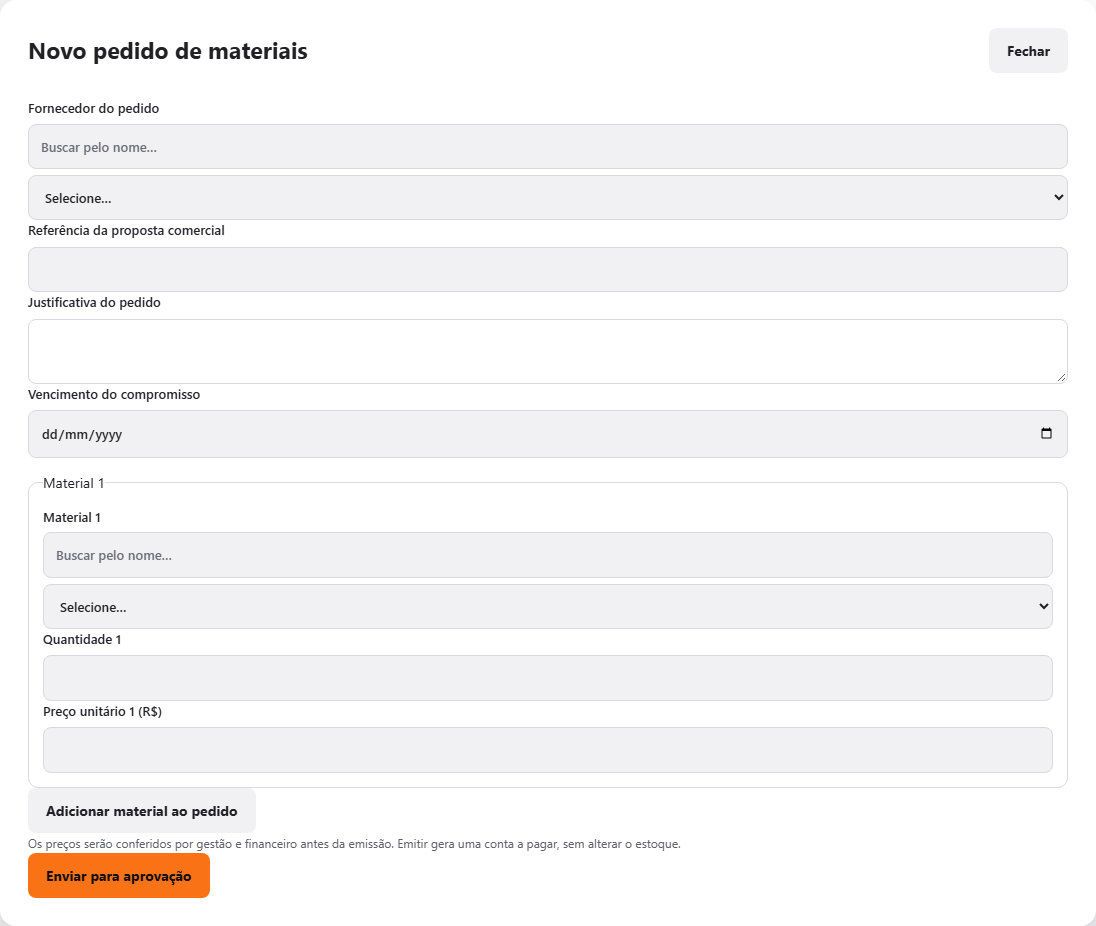 Novo pedido de materiais
Fechar
Fornecedor do pedido
Buscar pelo nome...
Selecione...
Referência da proposta comercial
Justificativa do pedido
Vencimento do compromisso
dd/mm/yyyy
Material 1
Material 1
Buscar pelo nome...
Selecione...
Quantidade 1
Preço unitário 1 (R$)
Adicionar material ao pedido
Os preços serão conferidos por gestão e financeiro antes da emissão. Emitir gera uma conta a pagar, sem alterar o estoque.
Enviar para aprovação